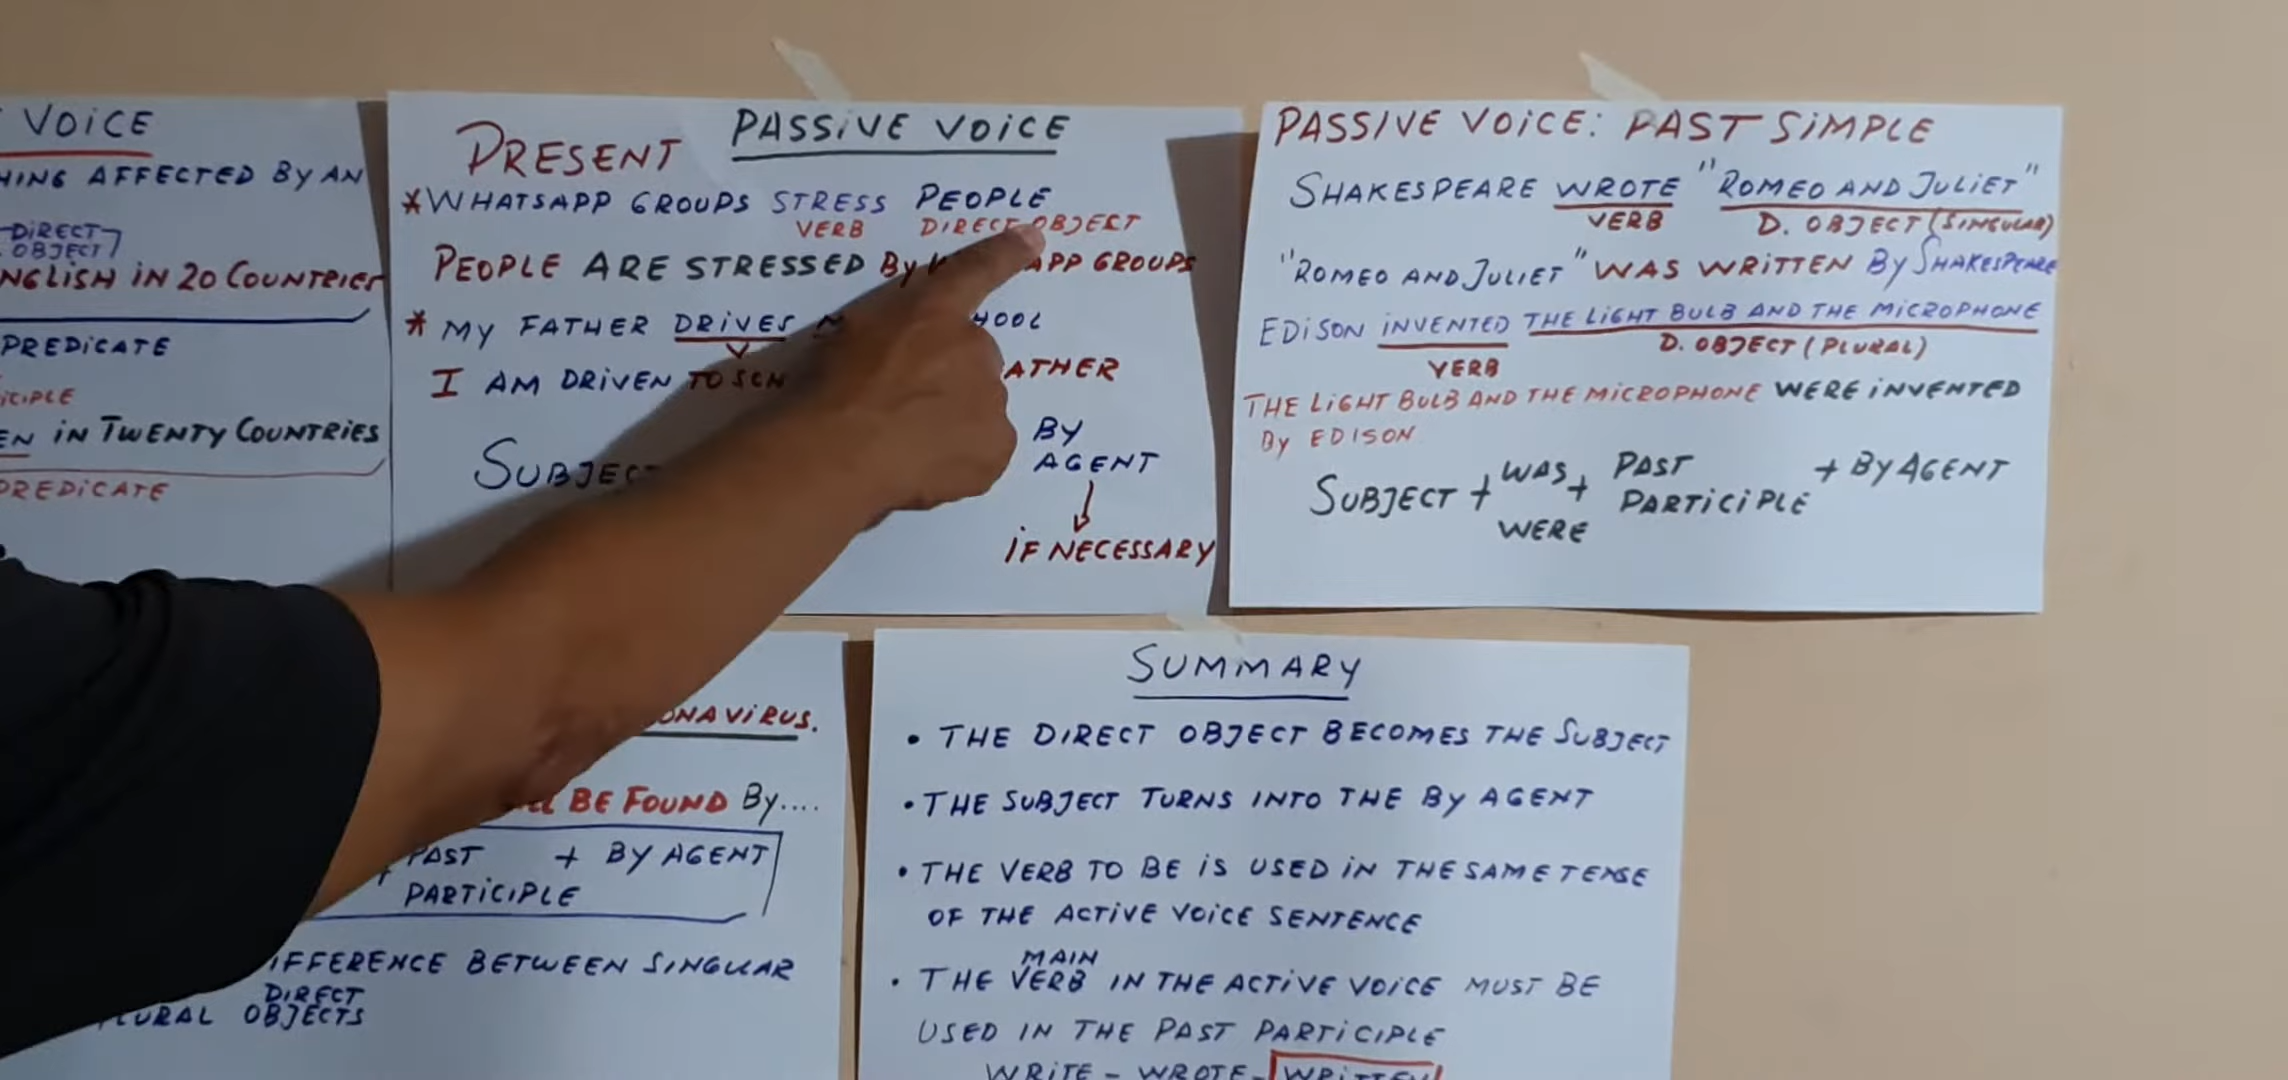 VOICE
AFFECTED BY AN
DIRECT
OBJECT
IN 20 COUNTRIES
PREDICATE
IN TWENTY COUNTRIES
PREDICATE
PRESENT PASSIVE VOICE
*WHATSAPP GROUPS STRESS PEOPLE
VERB DIRECT OBJECT
PEOPLE ARE STRESSED By APP GROUPS
* MY FATHER DRIVES
V
I AM DRIVEN TO
BY
AGENT
IF NECESSARY
PASSIVE VOICE: PAST SIMPLE
SHAKESPEARE WROTE "ROMEO AND JULIET"
VERB D. OBJECT (SINGULAR)
"ROMEO AND JULIET" WAS WRITTEN By SHAKESPEARE
EDISON INVENTED THE LIGHT BULB AND THE MICROPHONE
VERB D. OBJECT (PLURAL)
THE LIGHT BULB AND THE MICROPHONE WERE INVENTED
By EDISON
SUBJECT + WAS + PAST + BY AGENT
WERE PARTICIPLE
BE FOUND By....
PAST + BY AGENT
PARTICIPLE
BETWEEN SINGULAR
DIRECT
OBJECTS
SUMMARY
• THE DIRECT OBJECT BECOMES THE SUBJECT
• THE SUBJECT TURNS INTO THE By AGENT
• THE VERB TO BE IS USED IN THE SAME TENSE
OF THE ACTIVE VOICE SENTENCE
MAIN
• THE VERB IN THE ACTIVE VOICE MUST BE
USED IN THE PAST PARTICIPLE
WRITE - WROTE - WRITTEN